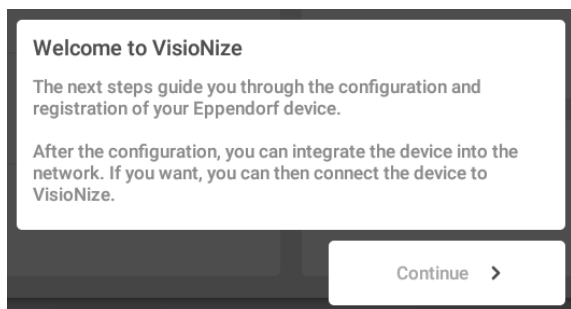 Welcome to VisioNize
The next steps guide you through the configuration and
registration of your Eppendorf device.
After the configuration, you can integrate the device into the
network. If you want, you can then connect the device to
VisioNize.
Continue